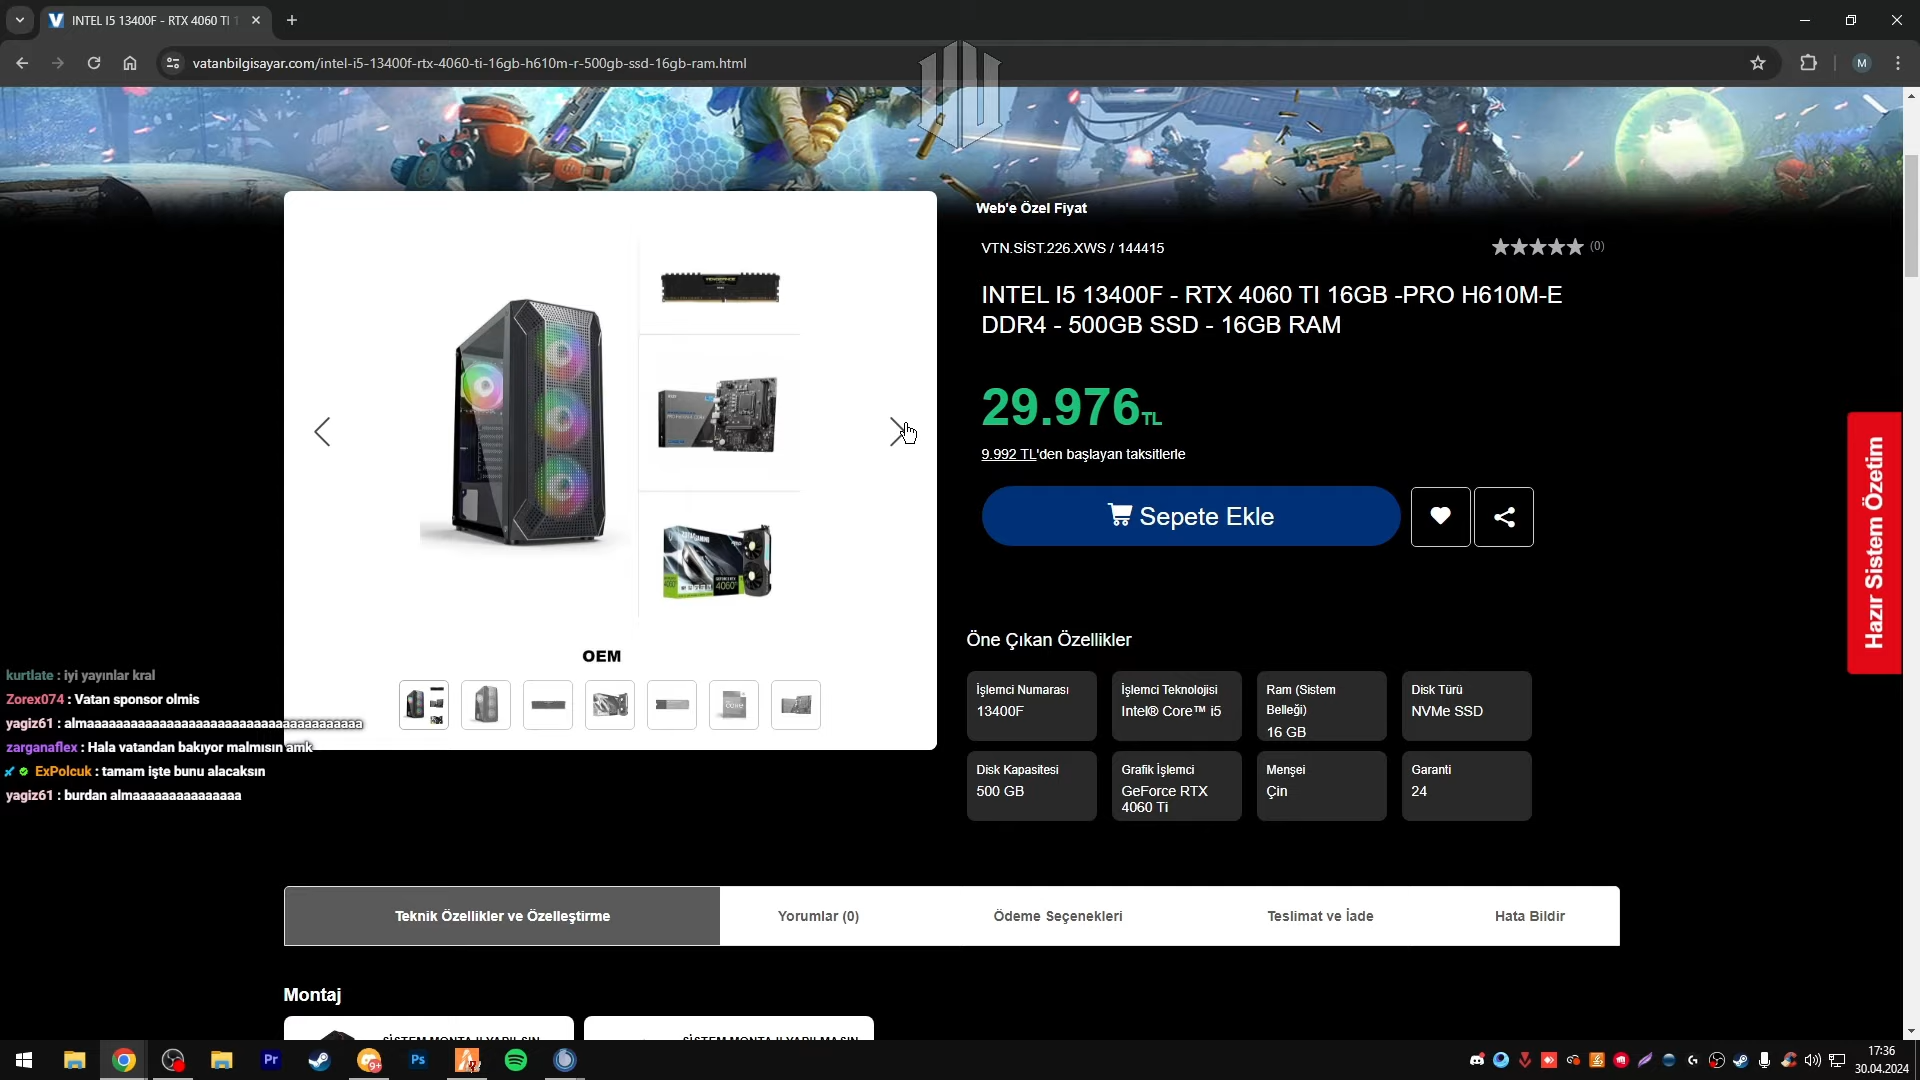 INTEL I5 13400F - RTX 4060 TI
vatanbilgisayar.com/intel-i5-13400f-rtx-4060-ti-16gb-h610m-r-500gb-ssd-16gb-ram.html
M
Web'e Özel Fiyat
VTN.SİST.226.XWS / 144415
(0)
INTEL I5 13400F - RTX 4060 TI 16GB -PRO H610M-E
DDR4 - 500GB SSD - 16GB RAM
29.976TL
9.992 TL'den başlayan taksitlerle
Sepete Ekle
Hazır Sistem Özetim
OEM
Öne Çıkan Özellikler
İşlemci Numarası
13400F
İşlemci Teknolojisi
Intel® Core™ i5
Ram (Sistem
Belleği)
16 GB
Disk Türü
NVMe SSD
Disk Kapasitesi
500 GB
Grafik İşlemci
GeForce RTX
4060 Ti
Menşei
Çin
Garanti
24
kurtlate : iyi yayınlar kral
Zorex074 : Vatan sponsor olmis
yagiz61 : almaaaaaaaaaaaaaaaaaaaaaaaaaaaaaaaaaaaaa
zarganaflex : Hala vatandan bakıyor malmısın amk
ExPolcuk : tamam işte bunu alacaksın
yagiz61 : burdan almaaaaaaaaaaaaaaa
Teknik Özellikler ve Özelleştirme
Yorumlar (0)
Ödeme Seçenekleri
Teslimat ve İade
Hata Bildir
Montaj
SİSTEM MONTAJI YAPILSIN
SİSTEM MONTAJI YAPILMASIN
Pr
9+
Ps
17:36
30.04.2024